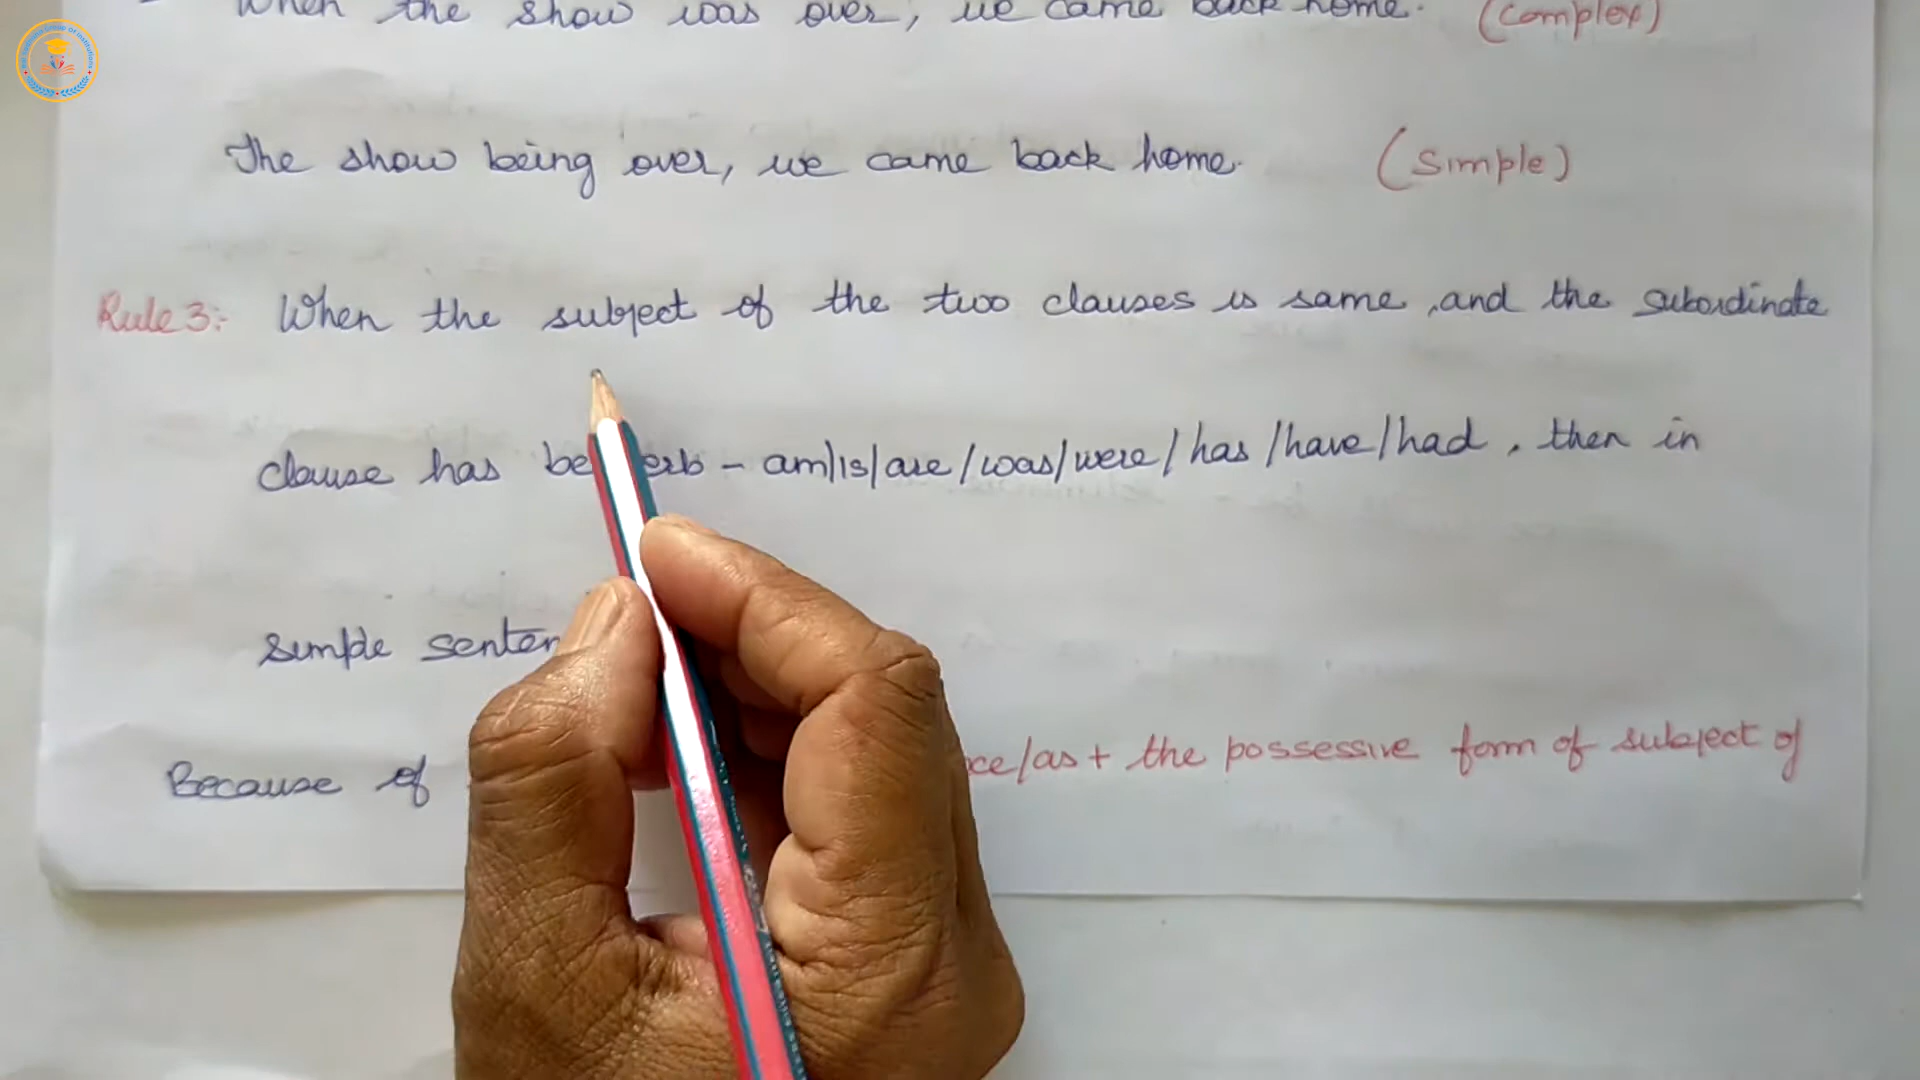 When the show was over, we came back home. (complex)
The show being over, we came back home. (Simple)
Rule 3:- When the subject of the two clauses is same, and the subordinate
clause has be verb - am/is/are/was/were/has/have/had, then in
simple
Because of /as + the possessive form of subject of